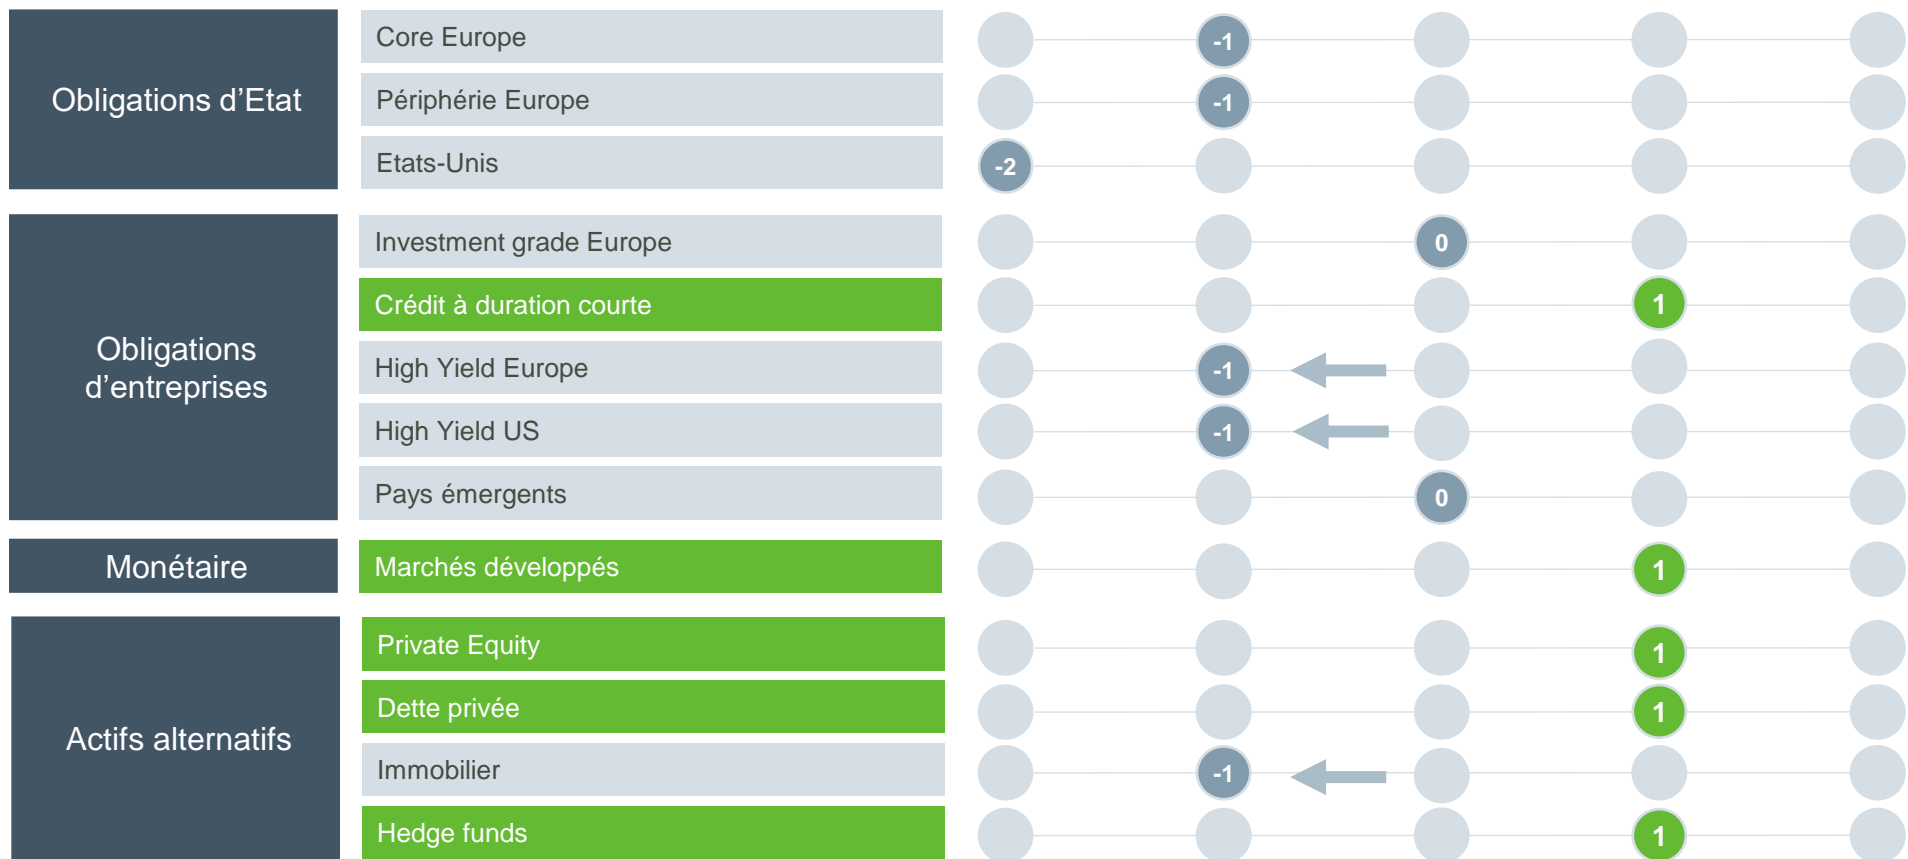 Obligations d’Etat
Core Europe
-1
Périphérie Europe
-1
Etats-Unis
-2
Obligations
d’entreprises
Investment grade Europe
0
Crédit à duration courte
1
High Yield Europe
-1
High Yield US
-1
Pays émergents
0
Monétaire
Marchés développés
1
Actifs alternatifs
Private Equity
1
Dette privée
1
Immobilier
-1
Hedge funds
1